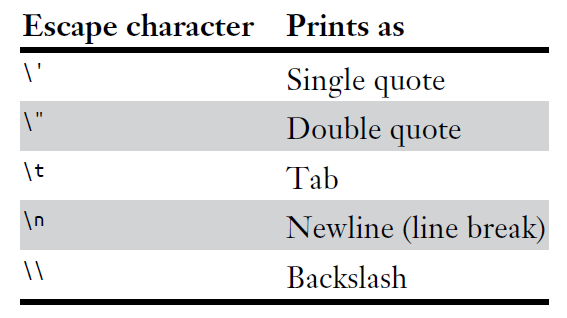 Escape character Prints as
\' Single quote
\" Double quote
\t Tab
\n Newline (line break)
\\ Backslash